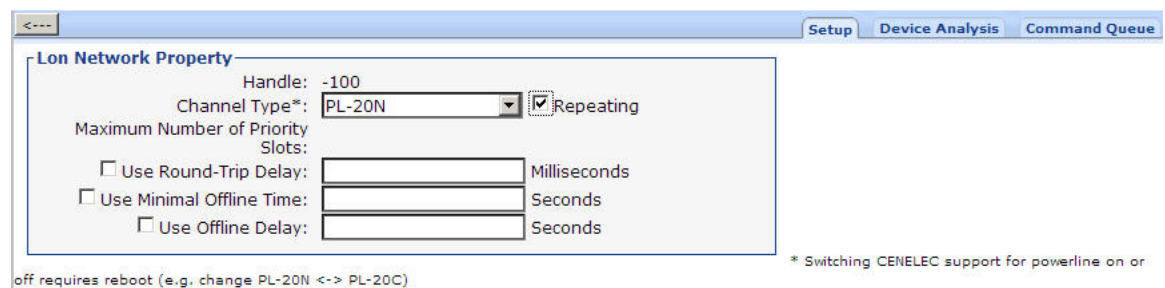 <---
Setup Device Analysis Command Queue
Lon Network Property
Handle: -100
Channel Type*: PL-20N Repeating
Maximum Number of Priority
Slots:
Use Round-Trip Delay: Milliseconds
Use Minimal Offline Time: Seconds
Use Offline Delay: Seconds
* Switching CENELEC support for powerline on or
off requires reboot (e.g. change PL-20N <-> PL-20C)